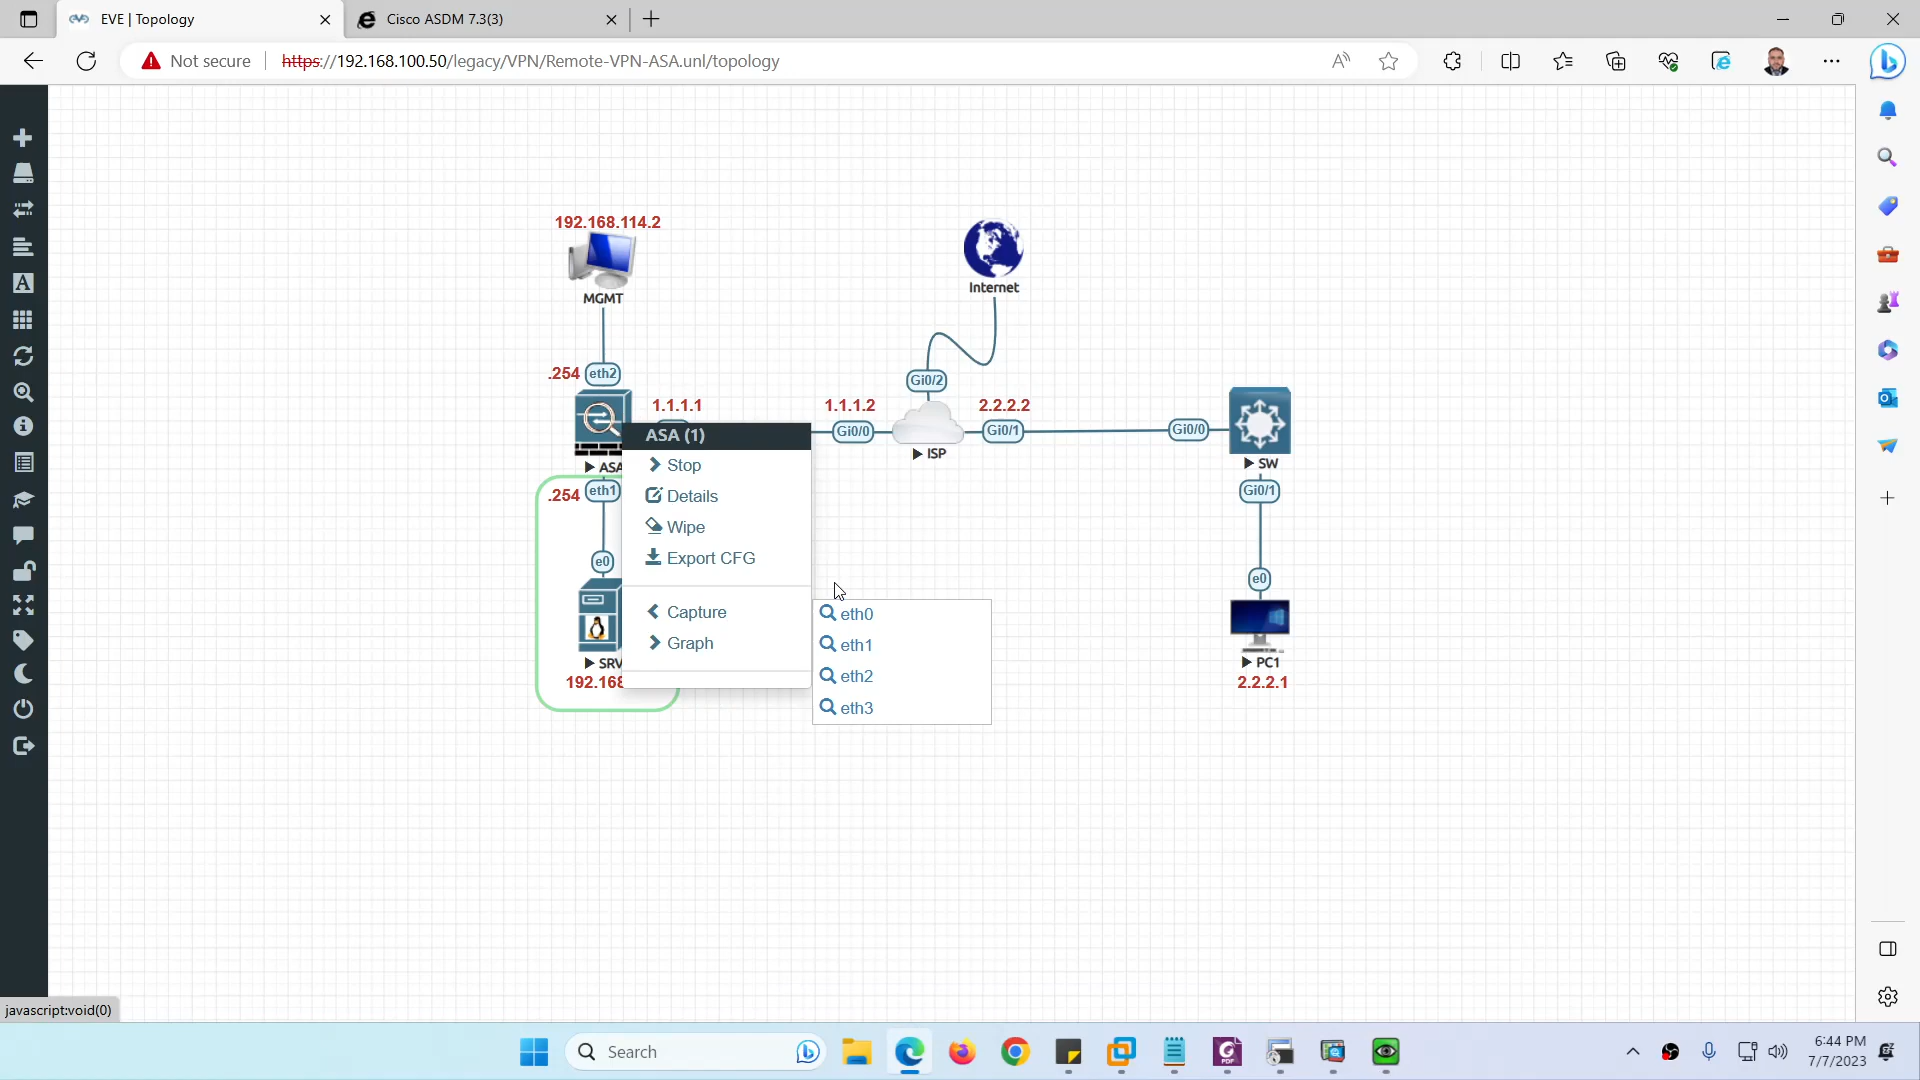 EVE | Topology
Cisco ASDM 7.3(3)
Not secure
https://192.168.100.50/legacy/VPN/Remote-VPN-ASA.unl/topology
192.168.114.2
MGMT
Internet
.254
eth2
Gi0/2
1.1.1.1
1.1.1.2
2.2.2.2
Gi0/0
Gi0/1
Gi0/0
ISP
ASA
SW
ASA (1)
Stop
Details
Wipe
Export CFG
Capture
Graph
eth0
eth1
eth2
eth3
.254
eth1
Gi0/1
e0
e0
SRV
PC1
192.168
2.2.2.1
javascript:void(0)
Search
6:44 PM
7/7/2023